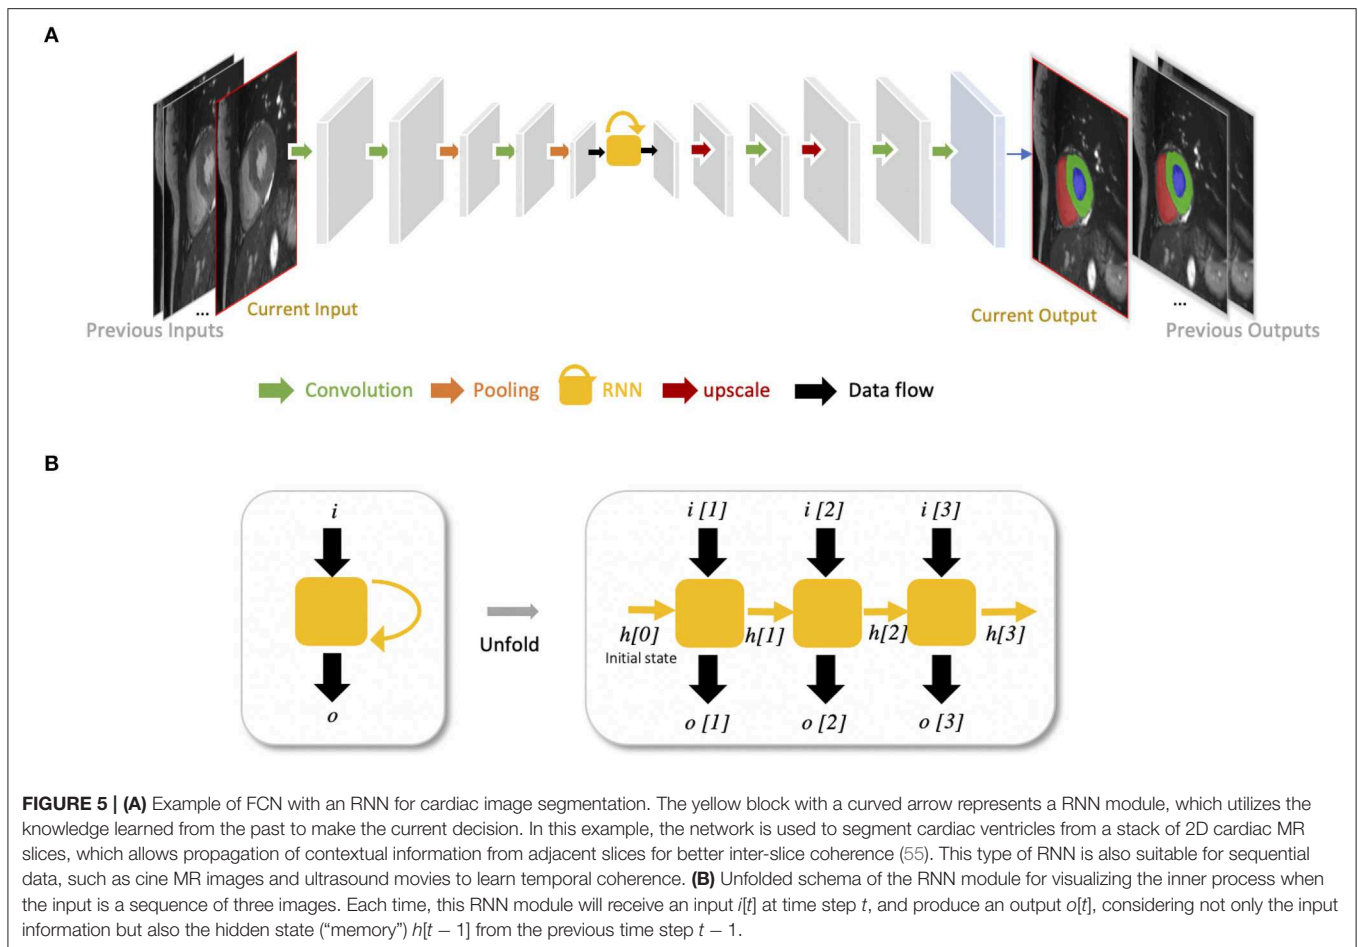 A
...
Current Input
Previous Inputs
Current Output
...
Previous Outputs
Convolution Pooling RNN upscale Data flow
B
i
o
Unfold
i [1] i [2] i [3]
h[0] h[1] h[2] h[3]
Initial state
o [1] o [2] o [3]
FIGURE 5 | (A) Example of FCN with an RNN for cardiac image segmentation. The yellow block with a curved arrow represents a RNN module, which utilizes the
knowledge learned from the past to make the current decision. In this example, the network is used to segment cardiac ventricles from a stack of 2D cardiac MR
slices, which allows propagation of contextual information from adjacent slices for better inter-slice coherence (55). This type of RNN is also suitable for sequential
data, such as cine MR images and ultrasound movies to learn temporal coherence. (B) Unfolded schema of the RNN module for visualizing the inner process when
the input is a sequence of three images. Each time, this RNN module will receive an input i[t] at time step t, and produce an output o[t], considering not only the input
information but also the hidden state (“memory”) h[t − 1] from the previous time step t − 1.